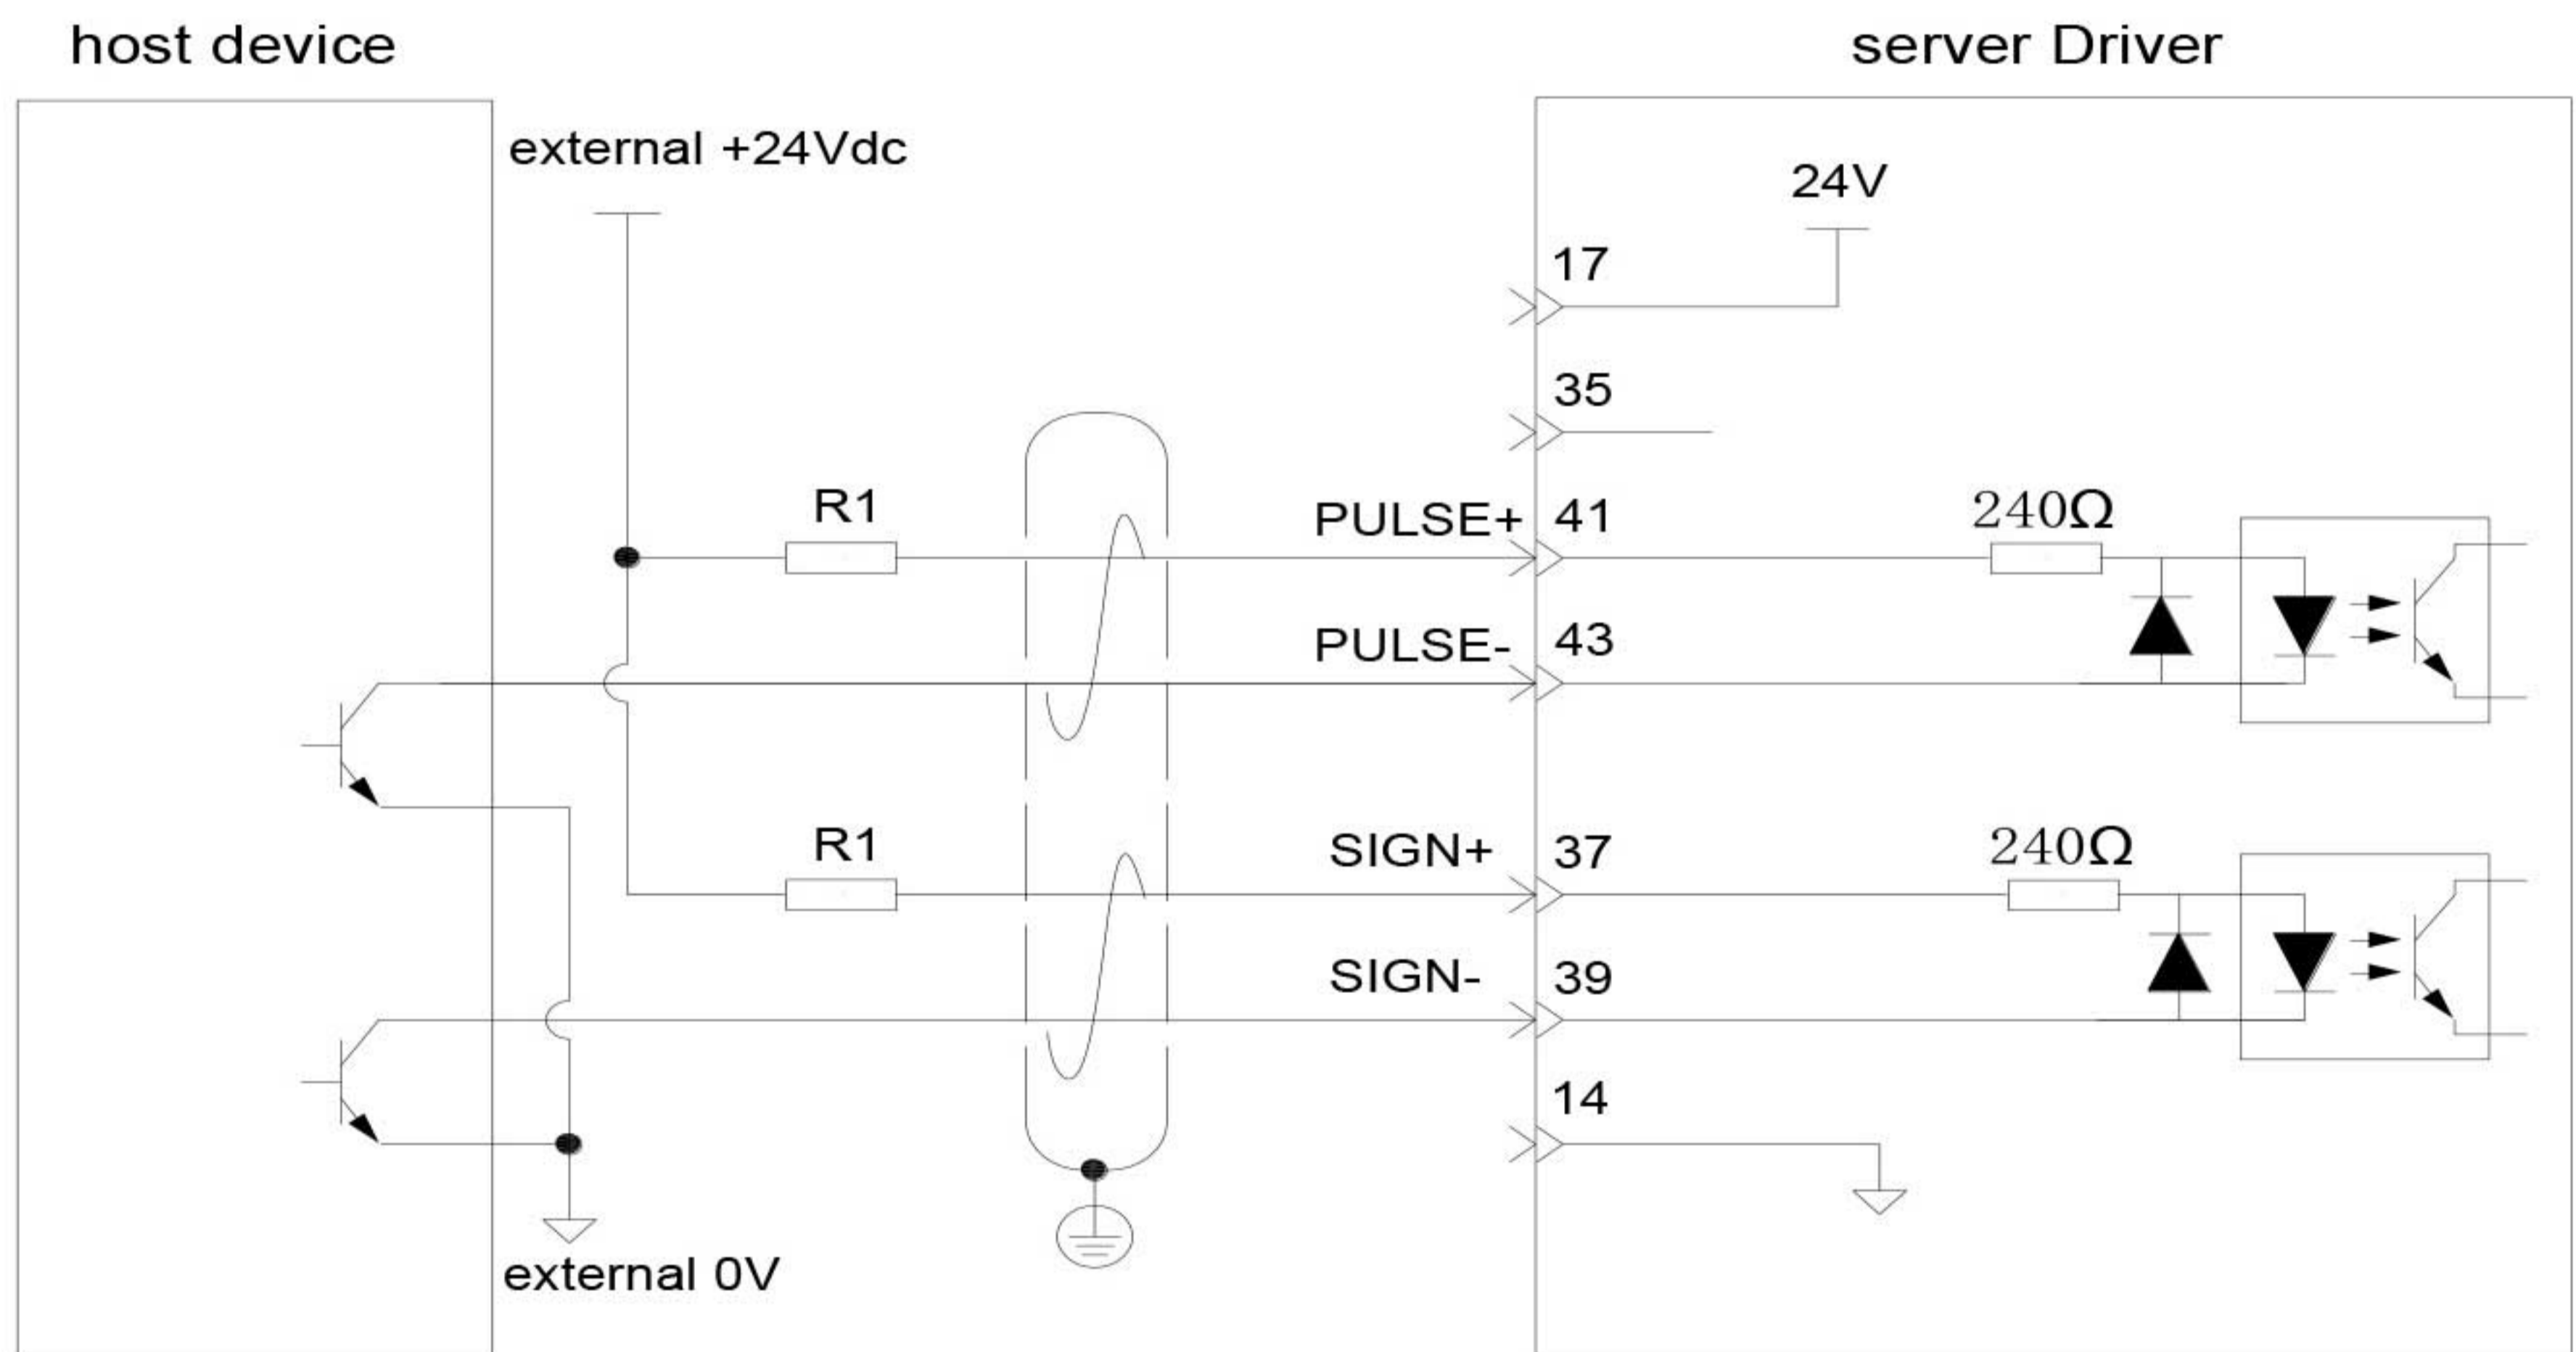 host device
server Driver
external +24Vdc
24V
17
35
R1
PULSE+
41
240Ω
PULSE-
43
R1
SIGN+
37
240Ω
SIGN-
39
14
external 0V